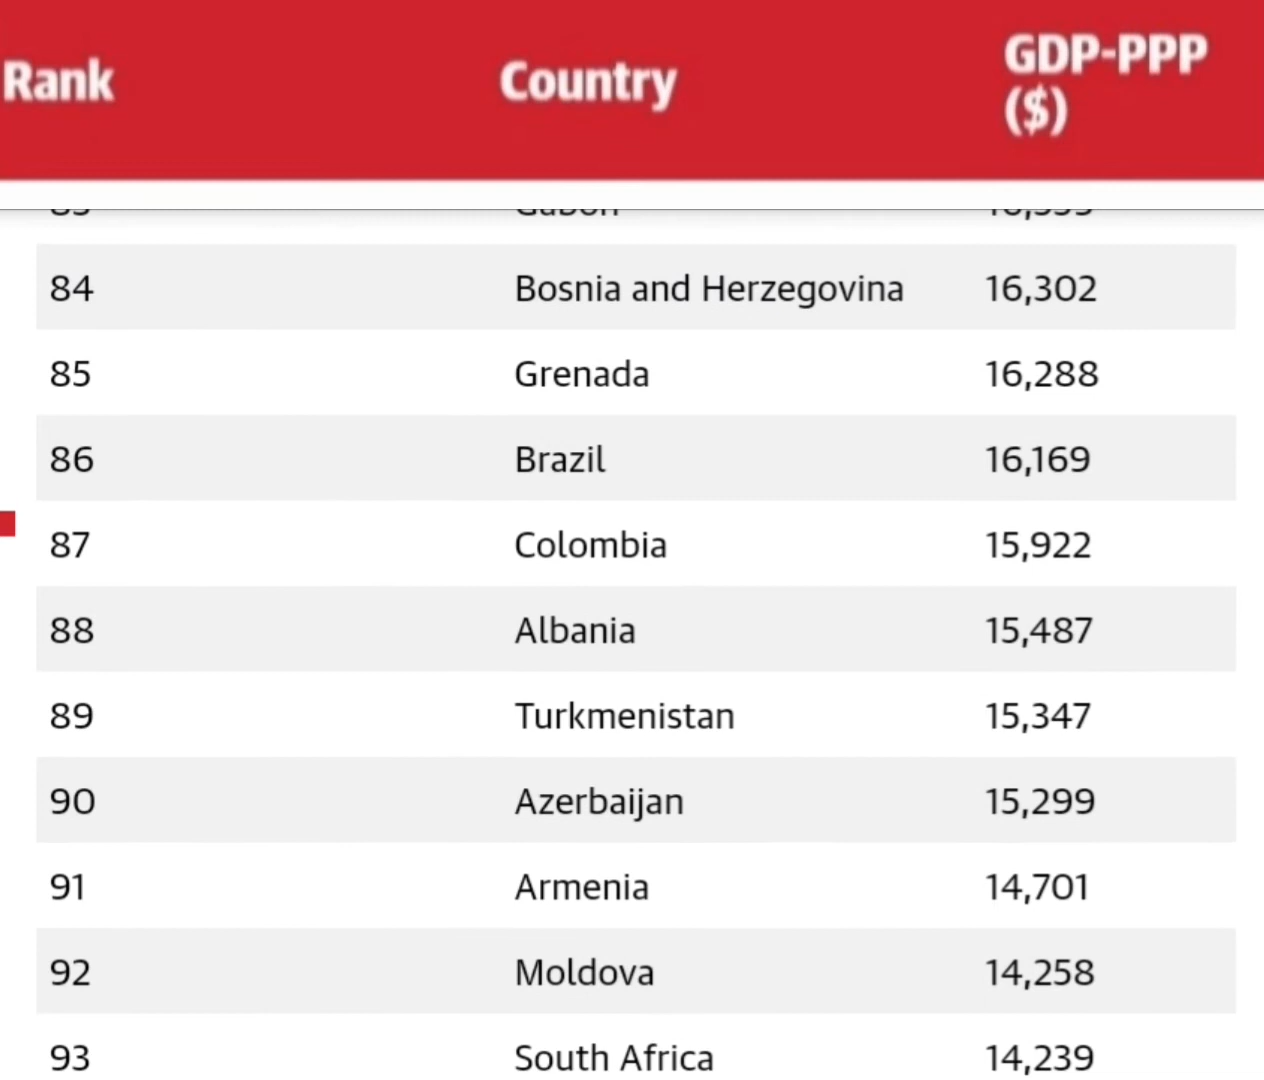 Rank Country GDP-PPP
($)
84 Bosnia and Herzegovina 16,302
85 Grenada 16,288
86 Brazil 16,169
87 Colombia 15,922
88 Albania 15,487
89 Turkmenistan 15,347
90 Azerbaijan 15,299
91 Armenia 14,701
92 Moldova 14,258
93 South Africa 14,239